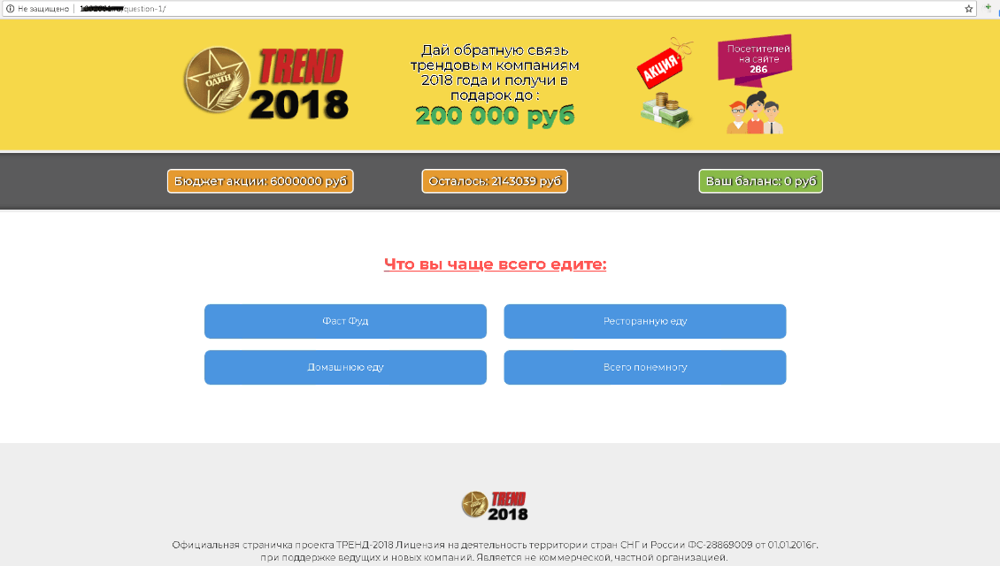 Не защищено
/question-1/
НОМЕР
ОДИН
TREND
2018
Дай обратную связь
трендовым компаниям
2018 года и получи в
подарок до :
200 000 руб
АКЦИЯ
Посетителей
на сайте
286
Бюджет акции: 6000000 руб
Осталось: 2143039 руб
Ваш баланс: 0 руб
Что вы чаще всего едите:
Фаст Фуд
Ресторанную еду
Домашнюю еду
Всего понемногу
TREND
2018
Официальная страничка проекта ТРЕНД-2018 Лицензия на деятельность территории стран СНГ и России ФС-28869009 от 01.01.2016г.
при поддержке ведущих и новых компаний. Является не коммерческой, частной организацией.